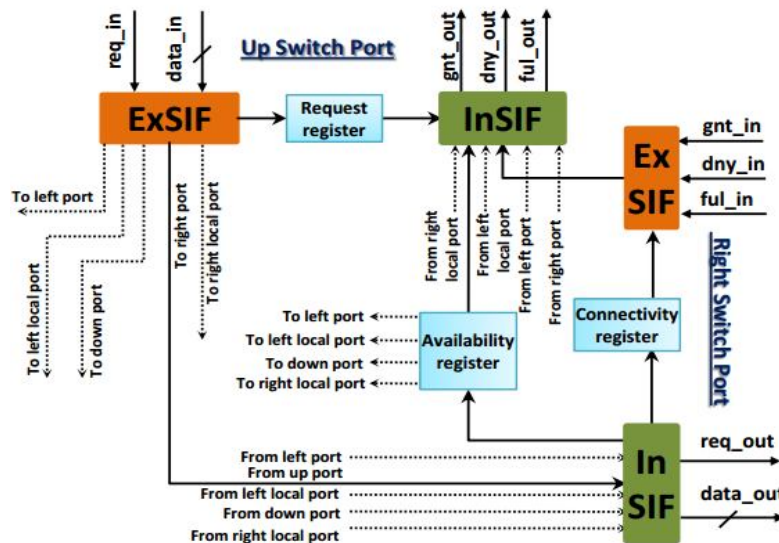 req_in
data_in
Up Switch Port
gnt_out
dny_out
ful_out
ExSIF
Request
register
InSIF
Ex
SIF
gnt_in
dny_in
ful_in
Right Switch Port
To left port
To left local port
To down port
To right port
To right local port
From right
local port
From left
local port
From left port
From right port
To left port
To left local port
To down port
To right local port
Availability
register
Connectivity
register
From left port
From up port
From left local port
From down port
From right local port
In
SIF
req_out
data_out